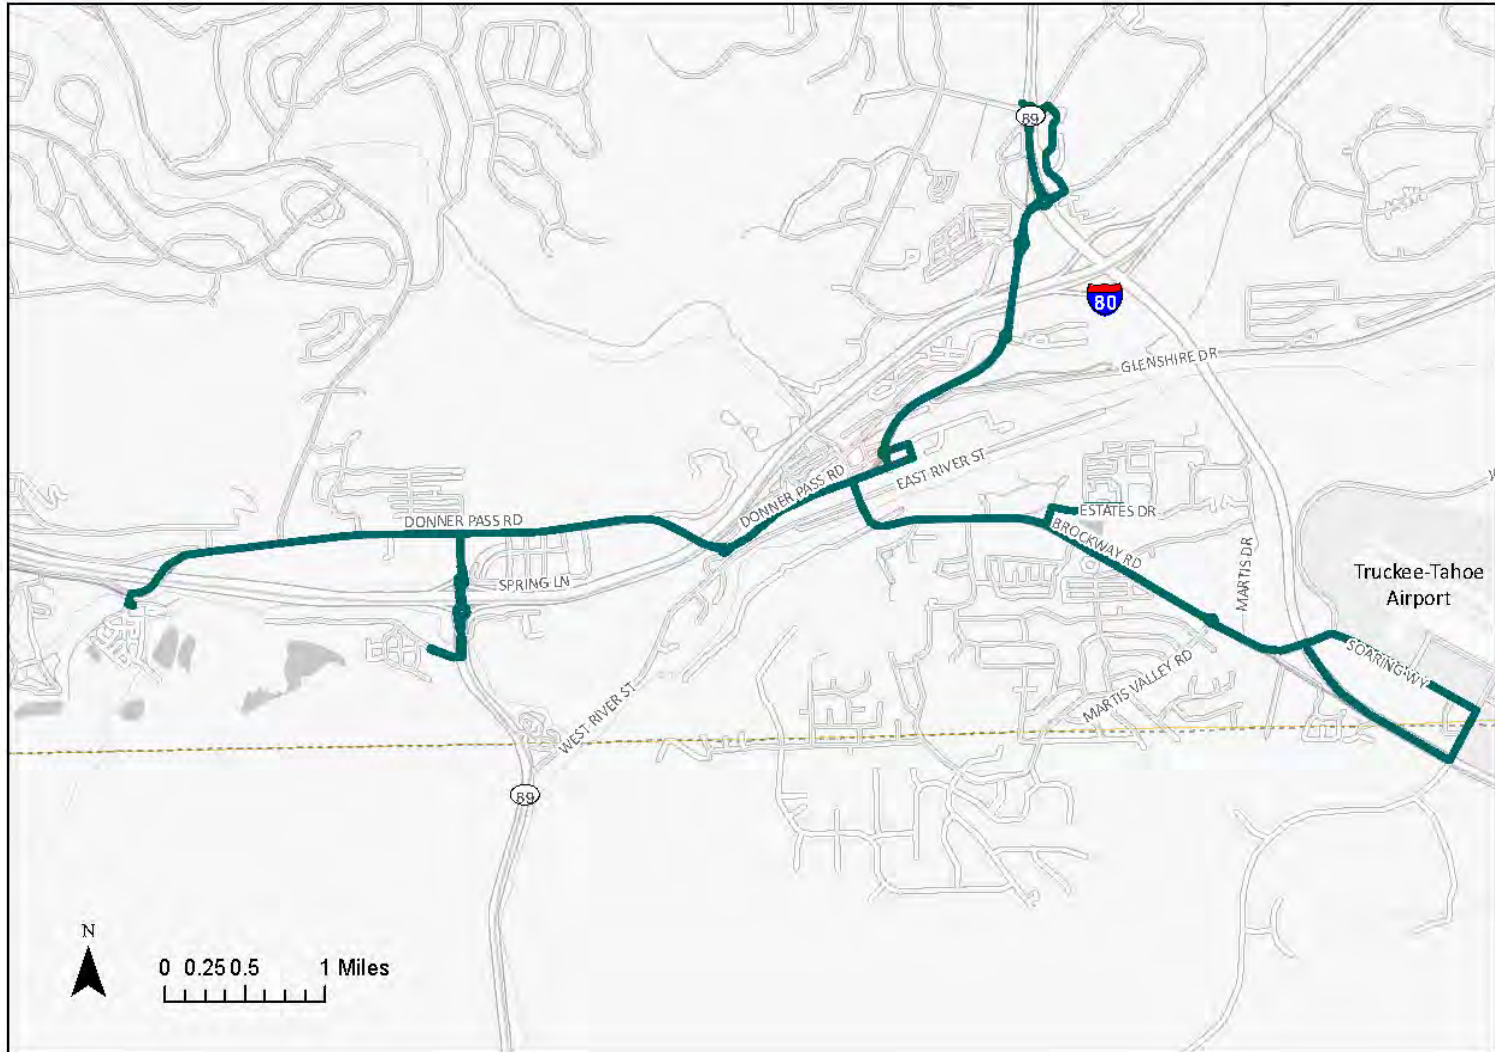 89
80
GLENSHIRE DR
EAST RIVER ST
DONNER PASS RD
DONNER PASS RD
ESTATES DR
BROCKWAY RD
SPRING LN
MARTIS DR
Truckee-Tahoe
Airport
SOARING WY
MARTIS VALLEY RD
WEST RIVER ST
89
N
0 0.25 0.5 1 Miles